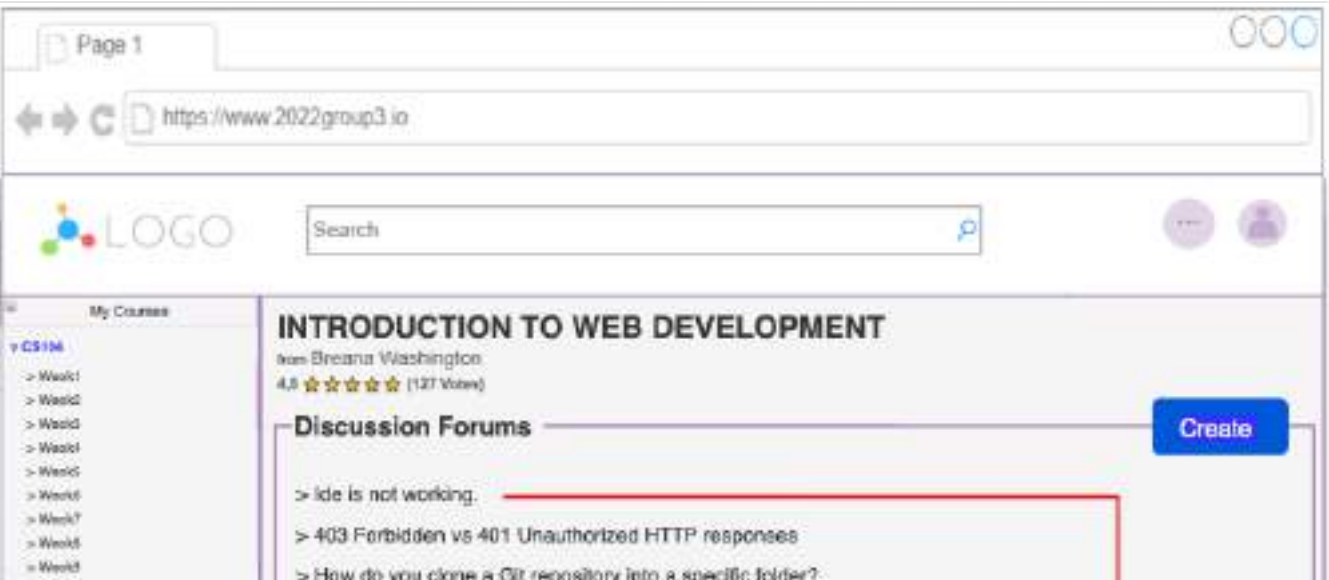 Page 1
https://www.2022group3.io
LOGO
Search
...
My Courses
CS104
> Week1
> Week2
> Week3
> Week4
> Week5
> Week6
> Week7
> Week8
> Week9
INTRODUCTION TO WEB DEVELOPMENT
from Breana Washington
4,5 (127 Votes)
Discussion Forums
Create
> Ide is not working.
> 403 Forbidden vs 401 Unauthorized HTTP responses
> How do you clone a Git repository into a specific folder?